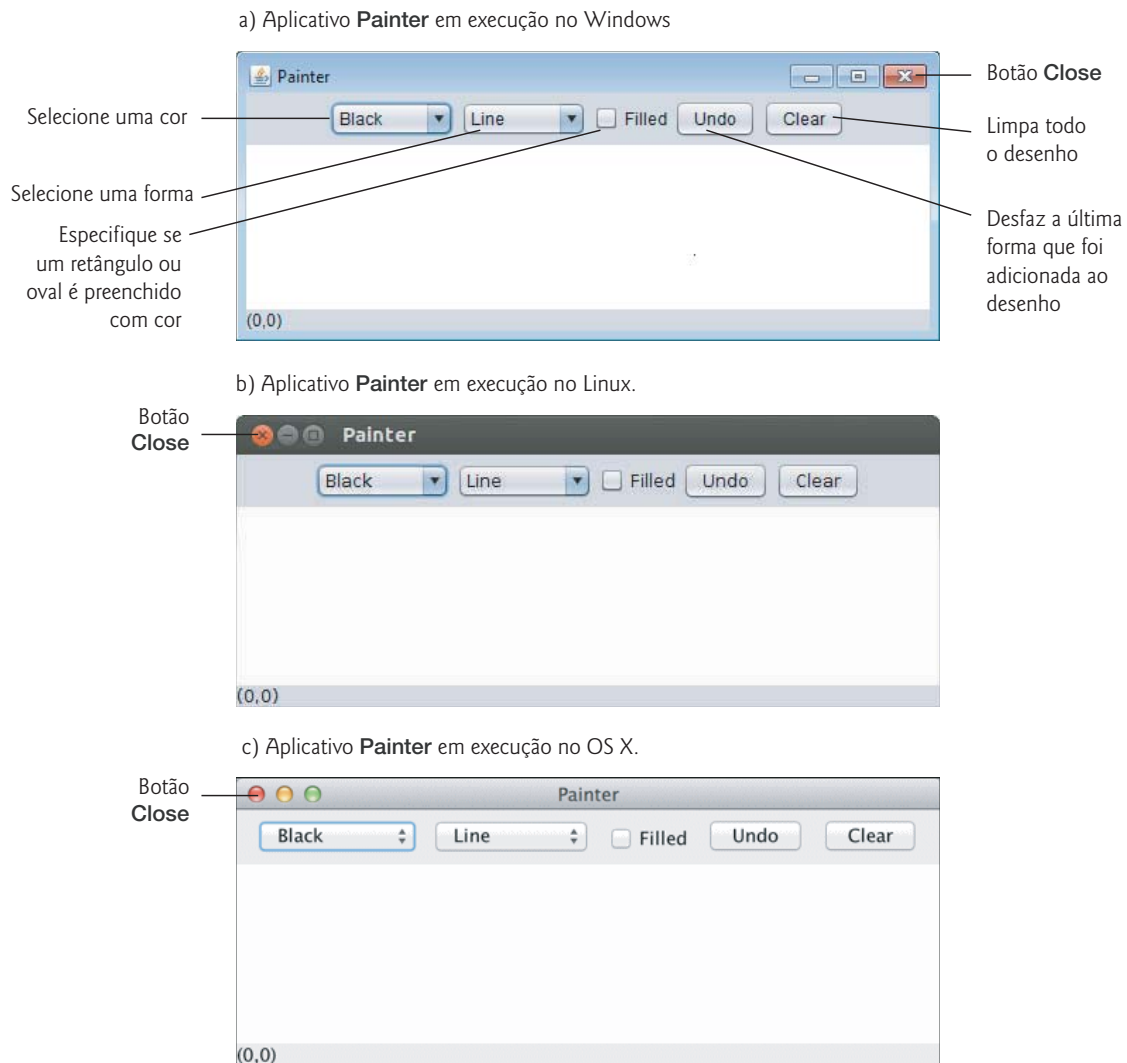 a) Aplicativo Painter em execução no Windows
Painter
Botão Close
Selecione uma cor
Black
Line
Filled
Undo
Clear
Limpa todo
o desenho
Selecione uma forma
Especifique se
um retângulo ou
oval é preenchido
com cor
Desfaz a última
forma que foi
adicionada ao
desenho
(0,0)
b) Aplicativo Painter em execução no Linux.
Botão
Close
Painter
Black
Line
Filled
Undo
Clear
(0,0)
c) Aplicativo Painter em execução no OS X.
Botão
Close
Painter
Black
Line
Filled
Undo
Clear
(0,0)